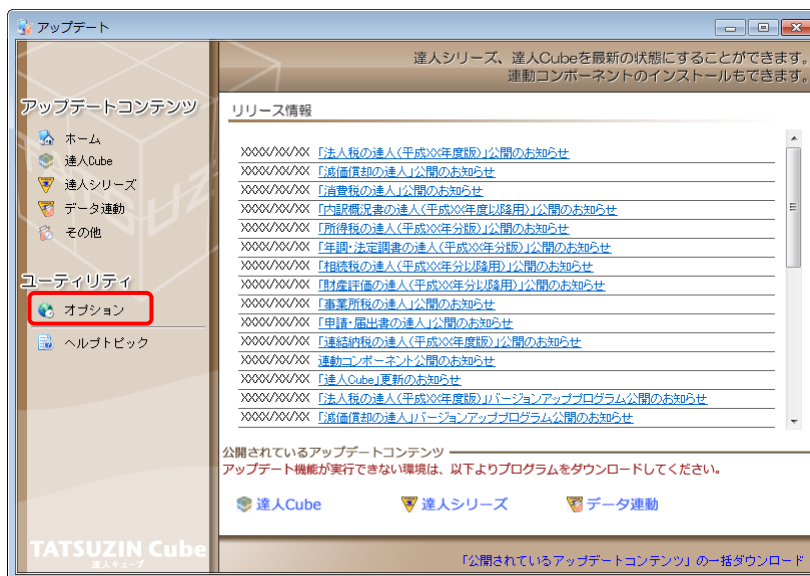 アップデート
達人シリーズ、達人Cubeを最新の状態にすることができます。
連動コンポーネントのインストールもできます。
アップデートコンテンツ
ホーム
達人Cube
達人シリーズ
データ連動
その他
ユーティリティ
オプション
ヘルプトピック
リリース情報
XXXX/XX/XX 「法人税の達人(平成XX年度版)」公開のお知らせ
XXXX/XX/XX 「減価償却の達人」公開のお知らせ
XXXX/XX/XX 「消費税の達人」公開のお知らせ
XXXX/XX/XX 「内訳概況書の達人(平成XX年度以降用)」公開のお知らせ
XXXX/XX/XX 「所得税の達人(平成XX年分版)」公開のお知らせ
XXXX/XX/XX 「年調・法定調書の達人(平成XX年分版)」公開のお知らせ
XXXX/XX/XX 「相続税の達人(平成XX年分以降用)」公開のお知らせ
XXXX/XX/XX 「財産評価の達人(平成XX年分以降用)」公開のお知らせ
XXXX/XX/XX 「事業所税の達人」公開のお知らせ
XXXX/XX/XX 「申請・届出書の達人」公開のお知らせ
XXXX/XX/XX 「連結納税の達人(平成XX年度版)」公開のお知らせ
XXXX/XX/XX 連動コンポーネント公開のお知らせ
XXXX/XX/XX 「達人Cube」更新のお知らせ
XXXX/XX/XX 「法人税の達人(平成XX年度版)」バージョンアッププログラム公開のお知らせ
XXXX/XX/XX 「減価償却の達人」バージョンアッププログラム公開のお知らせ
公開されているアップデートコンテンツ
アップデート機能が実行できない環境は、以下よりプログラムをダウンロードしてください。
達人Cube 達人シリーズ データ連動
TATSUZIN Cube
達人キューブ
「公開されているアップデートコンテンツ」の一括ダウンロード